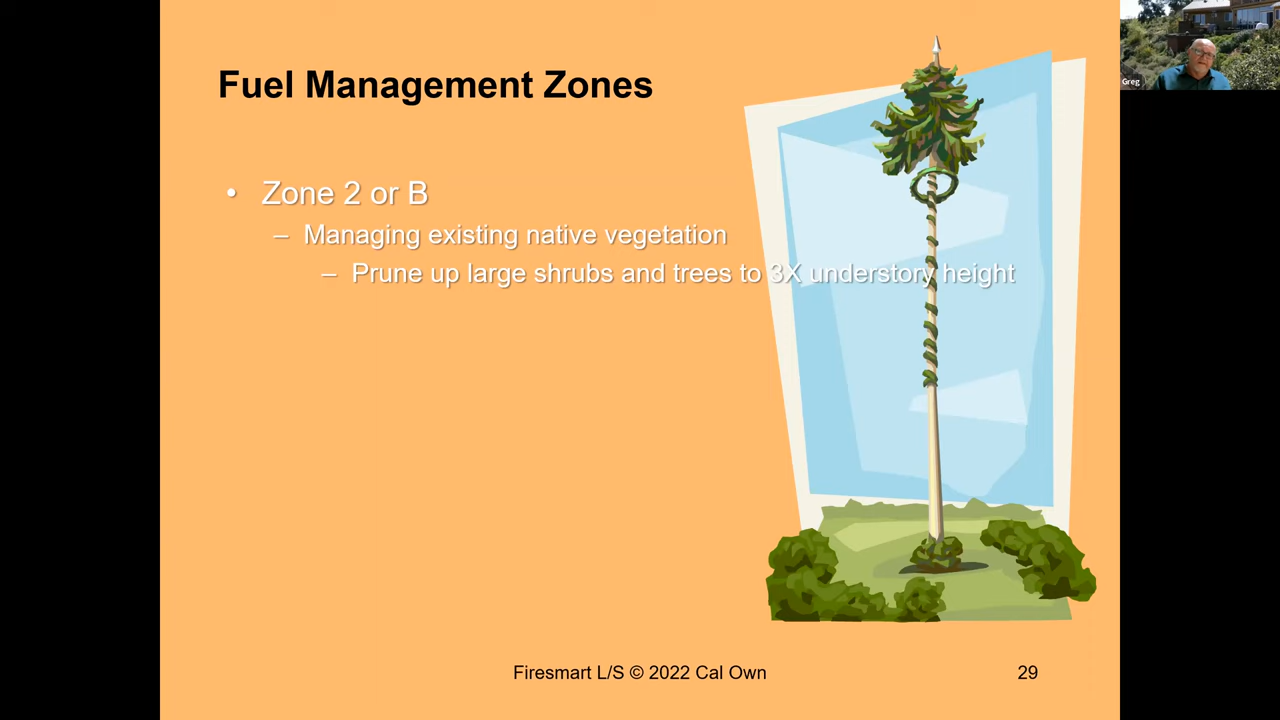 Fuel Management Zones
• Zone 2 or B
– Managing existing native vegetation
– Prune up large shrubs and trees to 3X understory height
Firesmart L/S © 2022 Cal Own
29
Greg